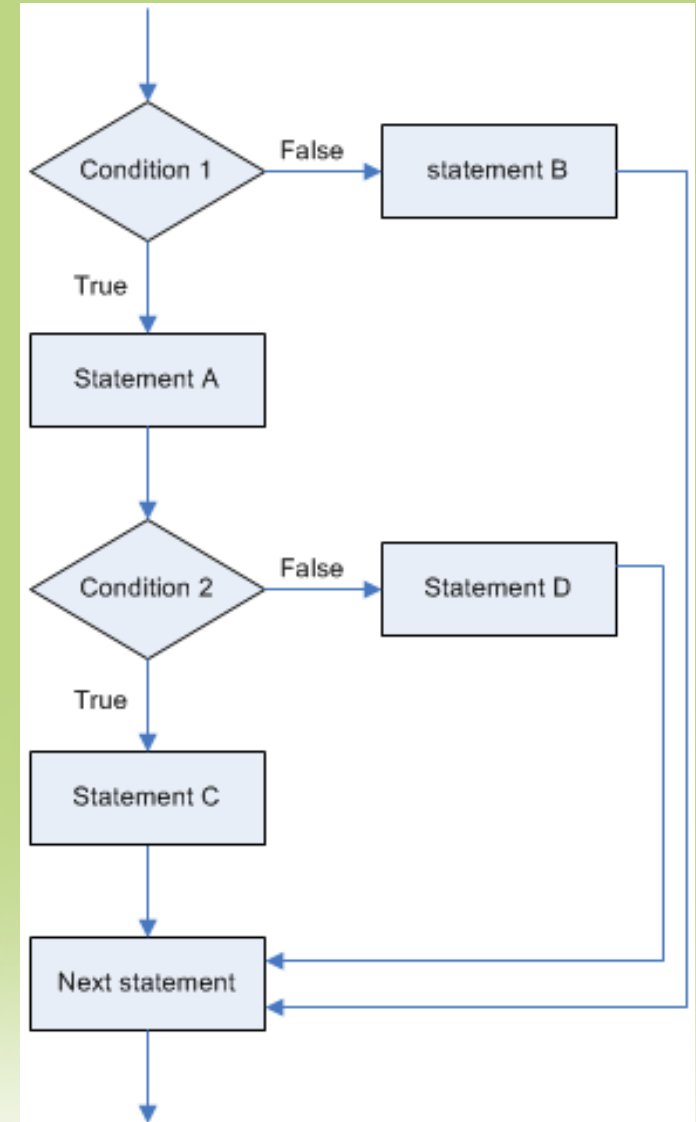 False
Condition 1
statement B
True
Statement A
False
Condition 2
Statement D
True
Statement C
Next statement